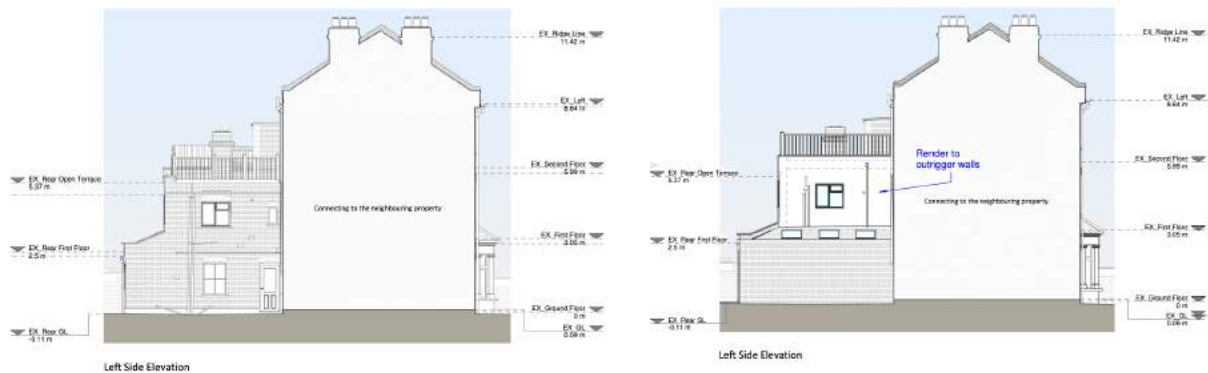 EX_Ridge Line
11.42 m
EX_Loft
8.64 m
EX_Second Floor
5.99 m
EX_Rear Open Terrace
5.37 m
Connecting to the neighbouring property
EX_First Floor
3.05 m
EX_Rear First Floor
2.5 m
EX_Ground Floor
0 m
EX_GL
0.09 m
EX_Rear GL
-0.11 m
Left Side Elevation
EX_Ridge Line
11.42 m
EX_Loft
8.64 m
Render to
outrigger walls
EX_Second Floor
5.99 m
EX_Rear Open Terrace
5.37 m
Connecting to the neighbouring property
EX_First Floor
3.05 m
EX_Rear First Floor
2.5 m
EX_Ground Floor
0 m
EX_GL
0.09 m
EX_Rear GL
-0.11 m
Left Side Elevation